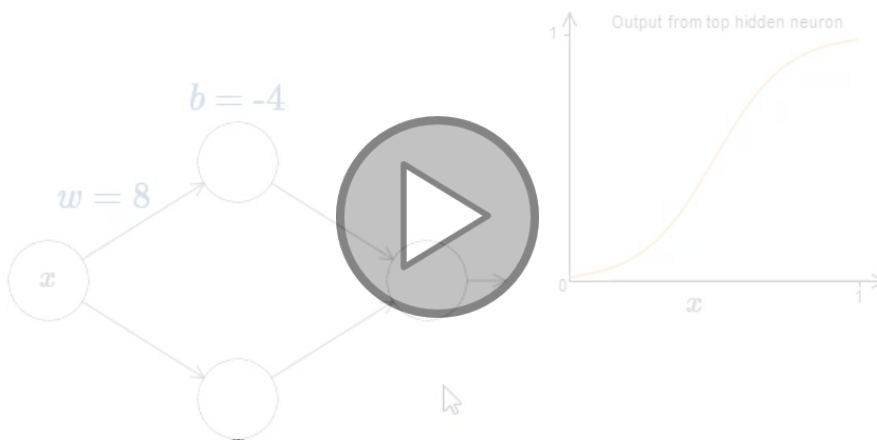 b = -4
w = 8
x
Output from top hidden neuron
1
0
x
1